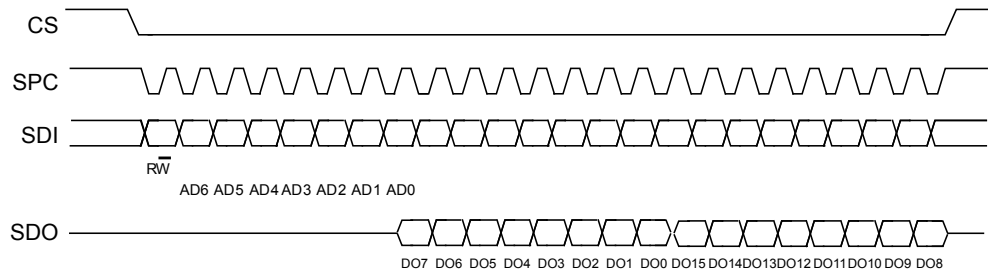 CS
SPC
SDI
RW
AD6 AD5 AD4 AD3 AD2 AD1 AD0
SDO
DO7 DO6 DO5 DO4 DO3 DO2 DO1 DO0 DO15 DO14 DO13 DO12 DO11 DO10 DO9 DO8